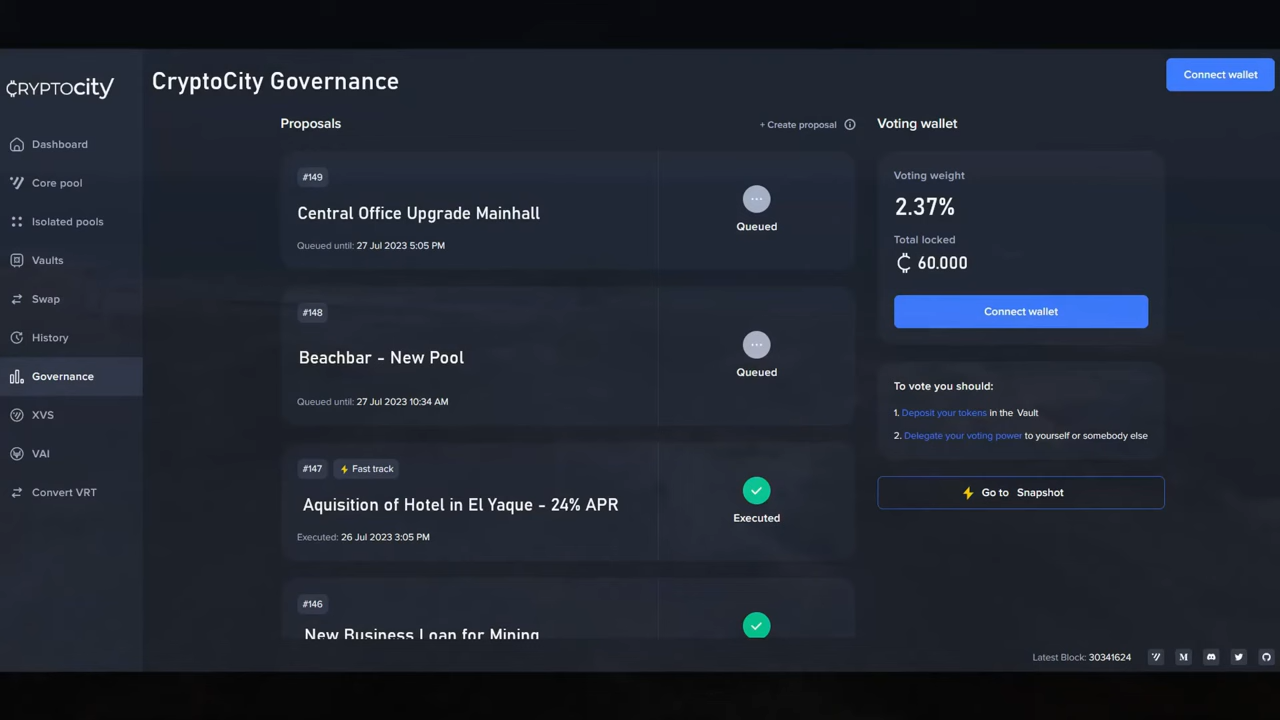 CRYPTOCITY
CryptoCity Governance
Connect wallet
Dashboard
Core pool
Isolated pools
Vaults
Swap
History
Governance
XVS
VAI
Convert VRT
Proposals
+ Create proposal
#149
Central Office Upgrade Mainhall
Queued until: 27 Jul 2023 5:05 PM
Queued
#148
Beachbar - New Pool
Queued until: 27 Jul 2023 10:34 AM
Queued
#147 Fast track
Aquisition of Hotel in El Yaque - 24% APR
Executed: 26 Jul 2023 3:05 PM
Executed
#146
New Business Loan for Mining
Voting wallet
Voting weight
2.37%
Total locked
₵ 60.000
Connect wallet
To vote you should:
1. Deposit your tokens in the Vault
2. Delegate your voting power to yourself or somebody else
Go to Snapshot
Latest Block: 30341624